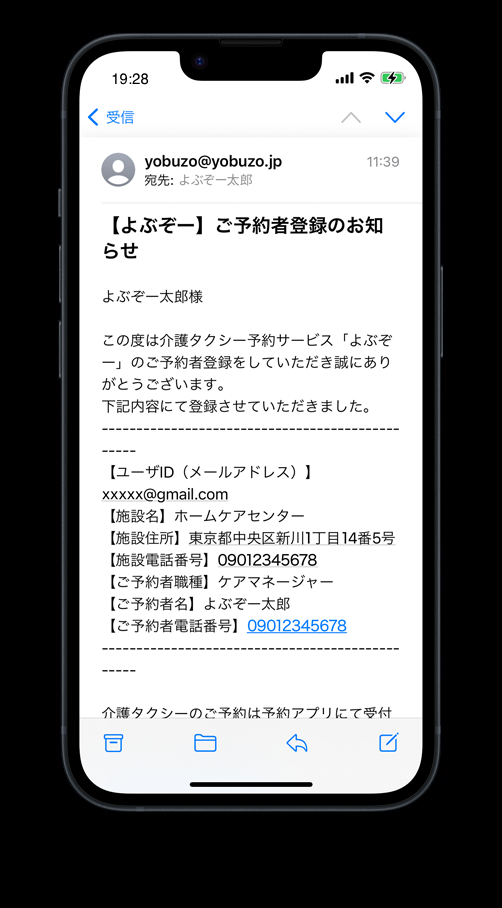 19:28
受信
yobuzo@yobuzo.jp
11:39
宛先: よぶぞー太郎
【よぶぞー】ご予約者登録のお知
らせ
よぶぞー太郎様
この度は介護タクシー予約サービス「よぶぞ
ー」のご予約者登録をしていただき誠にあり
がとうございます。
下記内容にて登録させていただきました。
-------------------------------------------
-----
【ユーザID（メールアドレス）】
xxxxx@gmail.com
【施設名】ホームケアセンター
【施設住所】東京都中央区新川1丁目14番5号
【施設電話番号】09012345678
【ご予約者職種】ケアマネージャー
【ご予約者名】よぶぞー太郎
【ご予約者電話番号】09012345678
-------------------------------------------
-----
介護タクシーのご予約は予約アプリにて受付